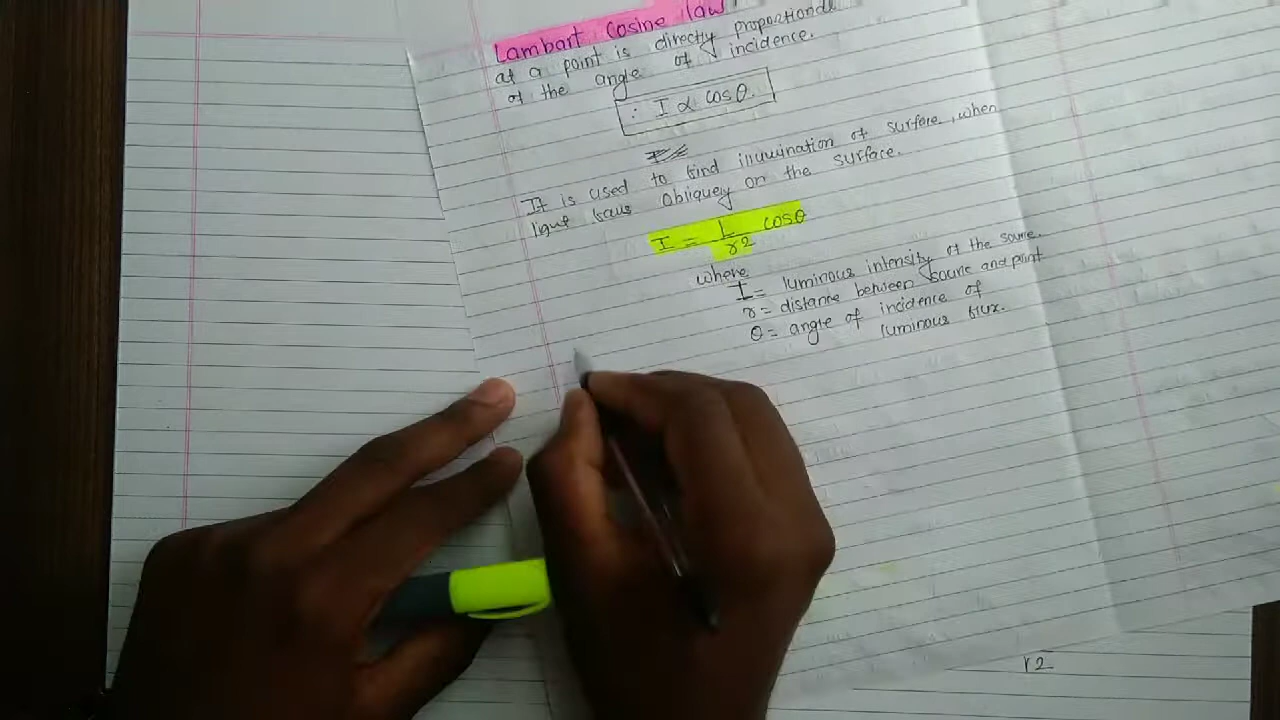 Lambart cosine law
at a point is directly proportional
of the angle of incidence.
∴ I α cosθ.
It is used to find illumination of surface, when
light falls obliquey on the surface.
I = L/r2 cosθ
where
I = luminous intensity of the source.
r = distance between source and point
θ = angle of incidence of
luminous flux.
r2